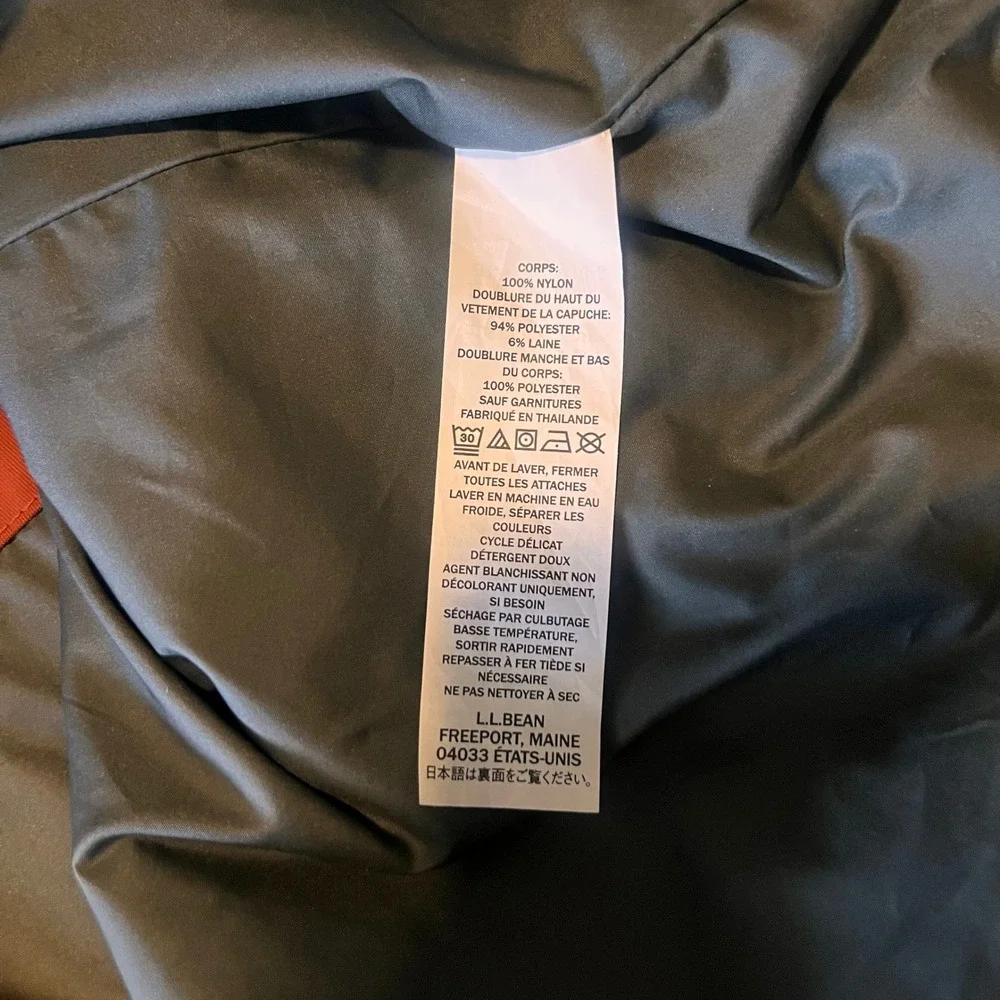 CORPS:
100% NYLON
DOUBLURE DU HAUT DU
VETEMENT DE LA CAPUCHE:
94% POLYESTER
6% LAINE
DOUBLURE MANCHE ET BAS
DU CORPS:
100% POLYESTER
SAUF GARNITURES
FABRIQUÉ EN THAILANDE
30
AVANT DE LAVER, FERMER
TOUTES LES ATTACHES
LAVER EN MACHINE EN EAU
FROIDE, SÉPARER LES
COULEURS
CYCLE DÉLICAT
DÉTERGENT DOUX
AGENT BLANCHISSANT NON
DÉCOLORANT UNIQUEMENT,
SI BESOIN
SÉCHAGE PAR CULBUTAGE
BASSE TEMPÉRATURE,
SORTIR RAPIDEMENT
REPASSER À FER TIÈDE SI
NÉCESSAIRE
NE PAS NETTOYER À SEC
L.L.BEAN
FREEPORT, MAINE
04033 ÉTATS-UNIS
日本語は裏面をご覧ください。